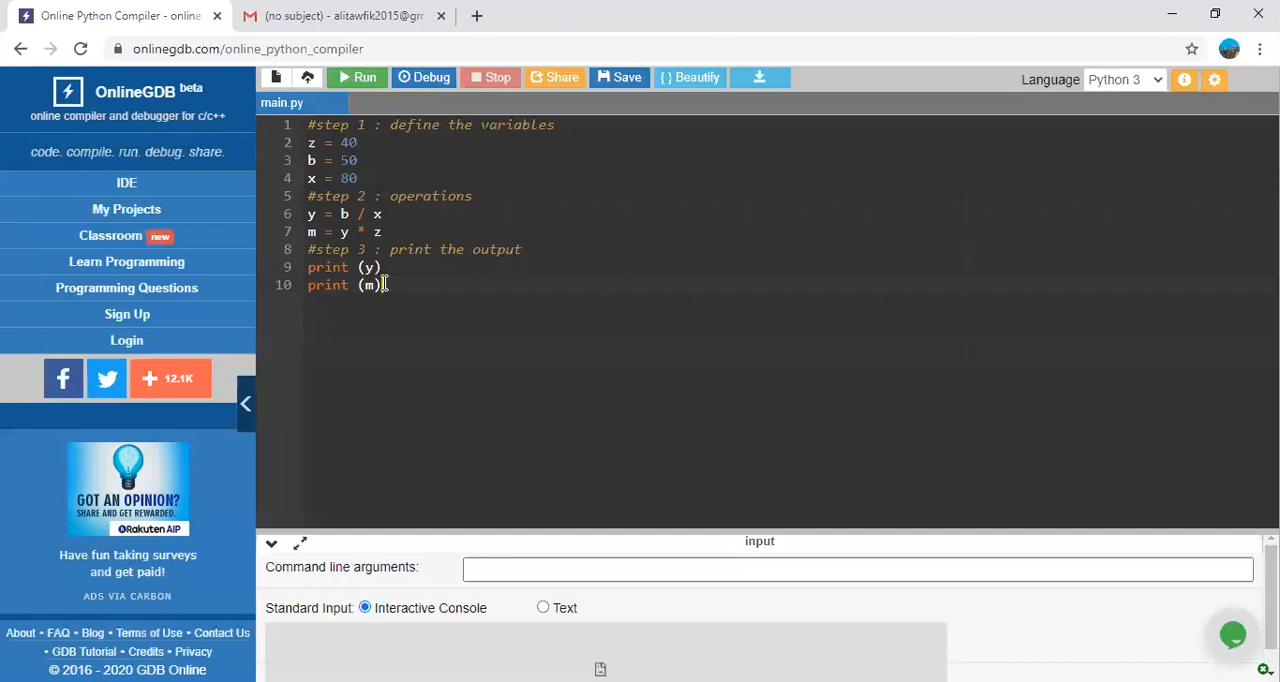 Online Python Compiler - online
(no subject) - alitawfik2015@gm
onlinegdb.com/online_python_compiler
OnlineGDB beta
online compiler and debugger for c/c++
code. compile. run. debug. share.
IDE
My Projects
Classroom new
Learn Programming
Programming Questions
Sign Up
Login
f
12.1K
GOT AN OPINION?
SHARE AND GET REWARDED.
Rakuten AIP
Have fun taking surveys
and get paid!
ADS VIA CARBON
About • FAQ • Blog • Terms of Use • Contact Us
• GDB Tutorial • Credits • Privacy
© 2016 - 2020 GDB Online
Run Debug Stop Share Save { } Beautify
Language Python 3
main.py
1 #step 1 : define the variables
2 z = 40
3 b = 50
4 x = 80
5 #step 2 : operations
6 y = b / x
7 m = y * z
8 #step 3 : print the output
9 print (y)
10 print (m)
input
Command line arguments:
Standard Input: Interactive Console Text